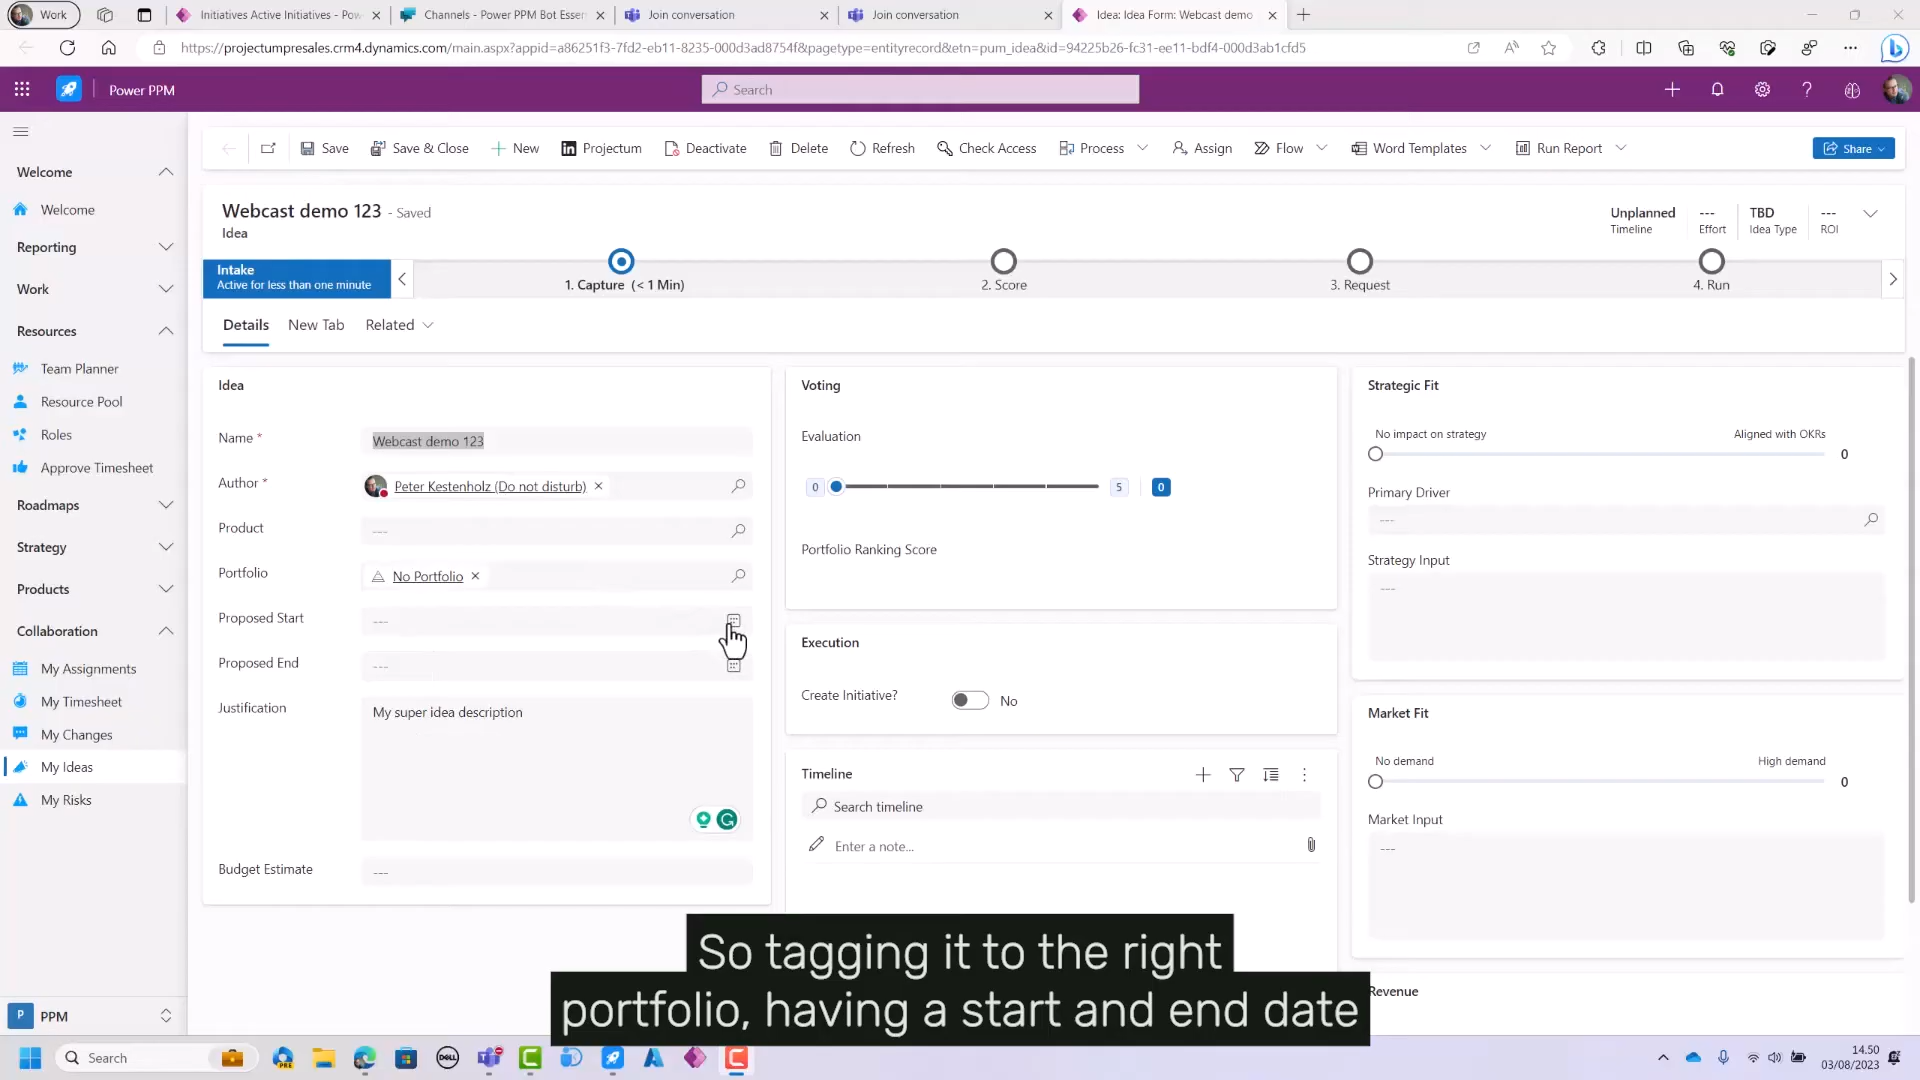 Work
Initiatives Active Initiatives - Pow
Channels - Power PPM Bot Essen
Join conversation
Join conversation
Idea: Idea Form: Webcast demo
https://projectumpresales.crm4.dynamics.com/main.aspx?appid=a86251f3-7fd2-eb11-8235-000d3ad8754f&pagetype=entityrecord&etn=pum_idea&id=94225b26-fc31-ee11-bdf4-000d3ab1cfd5
Power PPM
Search
Save
Save & Close
New
Projectum
Deactivate
Delete
Refresh
Check Access
Process
Assign
Flow
Word Templates
Run Report
Share
Welcome
Welcome
Reporting
Work
Resources
Team Planner
Resource Pool
Roles
Approve Timesheet
Roadmaps
Strategy
Products
Collaboration
My Assignments
My Timesheet
My Changes
My Ideas
My Risks
P PPM
Webcast demo 123 - Saved
Idea
Unplanned
Timeline
---
Effort
TBD
Idea Type
---
ROI
Intake
Active for less than one minute
1. Capture (< 1 Min)
2. Score
3. Request
4. Run
Details
New Tab
Related
Idea
Name *
Webcast demo 123
Author *
Peter Kestenholz (Do not disturb)
Product
---
Portfolio
No Portfolio
Proposed Start
---
Proposed End
---
Justification
My super idea description
Budget Estimate
---
Voting
Evaluation
0
5
0
Portfolio Ranking Score
Execution
Create Initiative?
No
Timeline
Search timeline
Enter a note...
Strategic Fit
No impact on strategy
Aligned with OKRs
0
Primary Driver
---
Strategy Input
---
Market Fit
No demand
High demand
0
Market Input
---
Revenue
So tagging it to the right
portfolio, having a start and end date
Search
PRE
DELL
14.50
03/08/2023